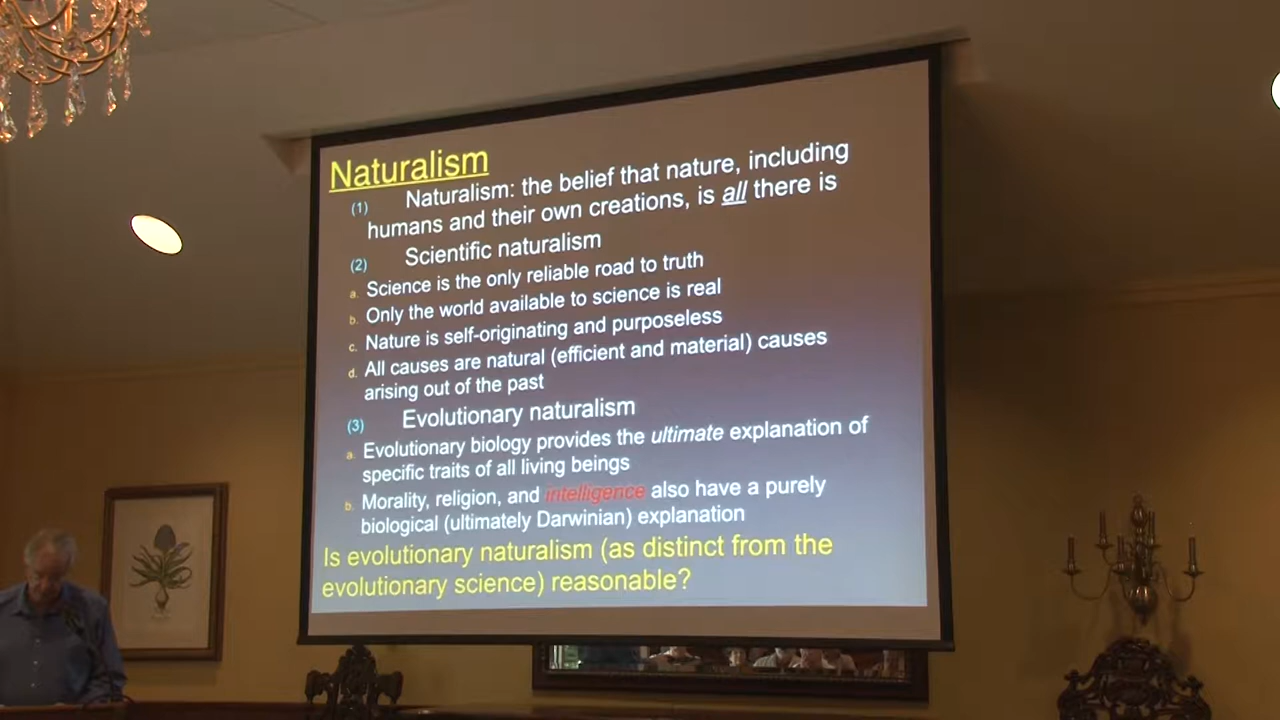 Naturalism
(1) Naturalism: the belief that nature, including
humans and their own creations, is all there is
(2) Scientific naturalism
a. Science is the only reliable road to truth
b. Only the world available to science is real
c. Nature is self-originating and purposeless
d. All causes are natural (efficient and material) causes
arising out of the past
(3) Evolutionary naturalism
a. Evolutionary biology provides the ultimate explanation of
specific traits of all living beings
b. Morality, religion, and intelligence also have a purely
biological (ultimately Darwinian) explanation
Is evolutionary naturalism (as distinct from the
evolutionary science) reasonable?